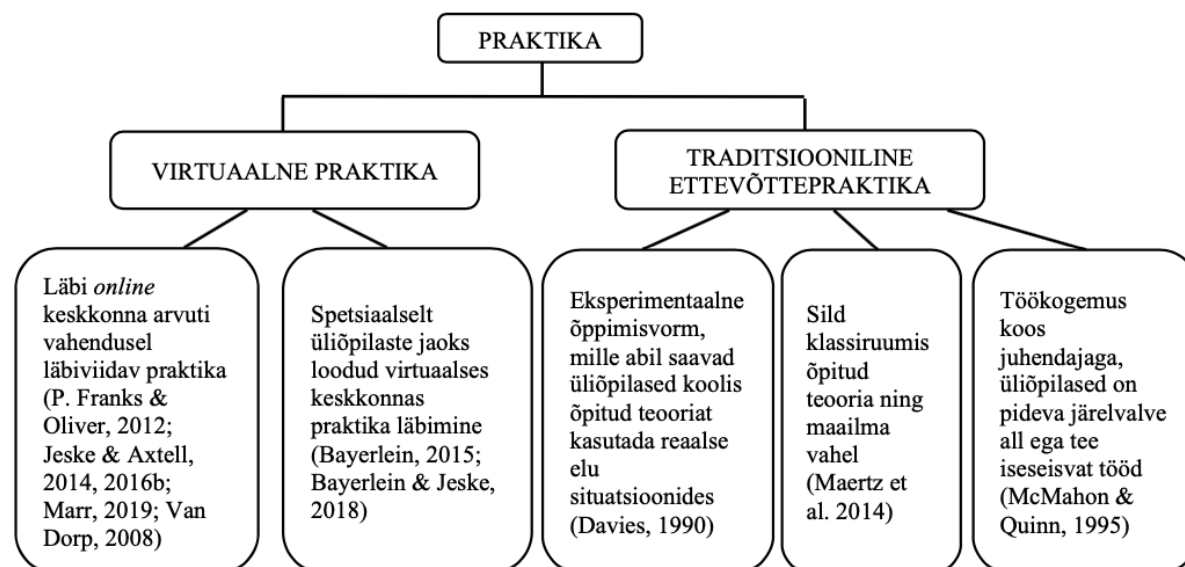 PRAKTIKA
VIRTUAALNE PRAKTIKA
TRADITSIOONILINE
ETTEVÕTTEPRAKTIKA
Läbi online
keskkonna arvuti
vahendusel
läbiviidav praktika
(P. Franks &
Oliver, 2012;
Jeske & Axtell,
2014, 2016b;
Marr, 2019; Van
Dorp, 2008)
Spetsiaalselt
üliõpilaste jaoks
loodud virtuaalses
keskkonnas
praktika läbimine
(Bayerlein, 2015;
Bayerlein & Jeske,
2018)
Eksperimentaalne
õppimisvorm,
mille abil saavad
üliõpilased koolis
õpitud teooriat
kasutada reaalse
elu
situatsioonides
(Davies, 1990)
Sild
klassiruumis
õpitud
teooria ning
maailma
vahel
(Maertz et
al. 2014)
Töökogemus
koos
juhendajaga,
üliõpilased on
pideva järelvalve
all ega tee
iseseisvat tööd
(McMahon &
Quinn, 1995)